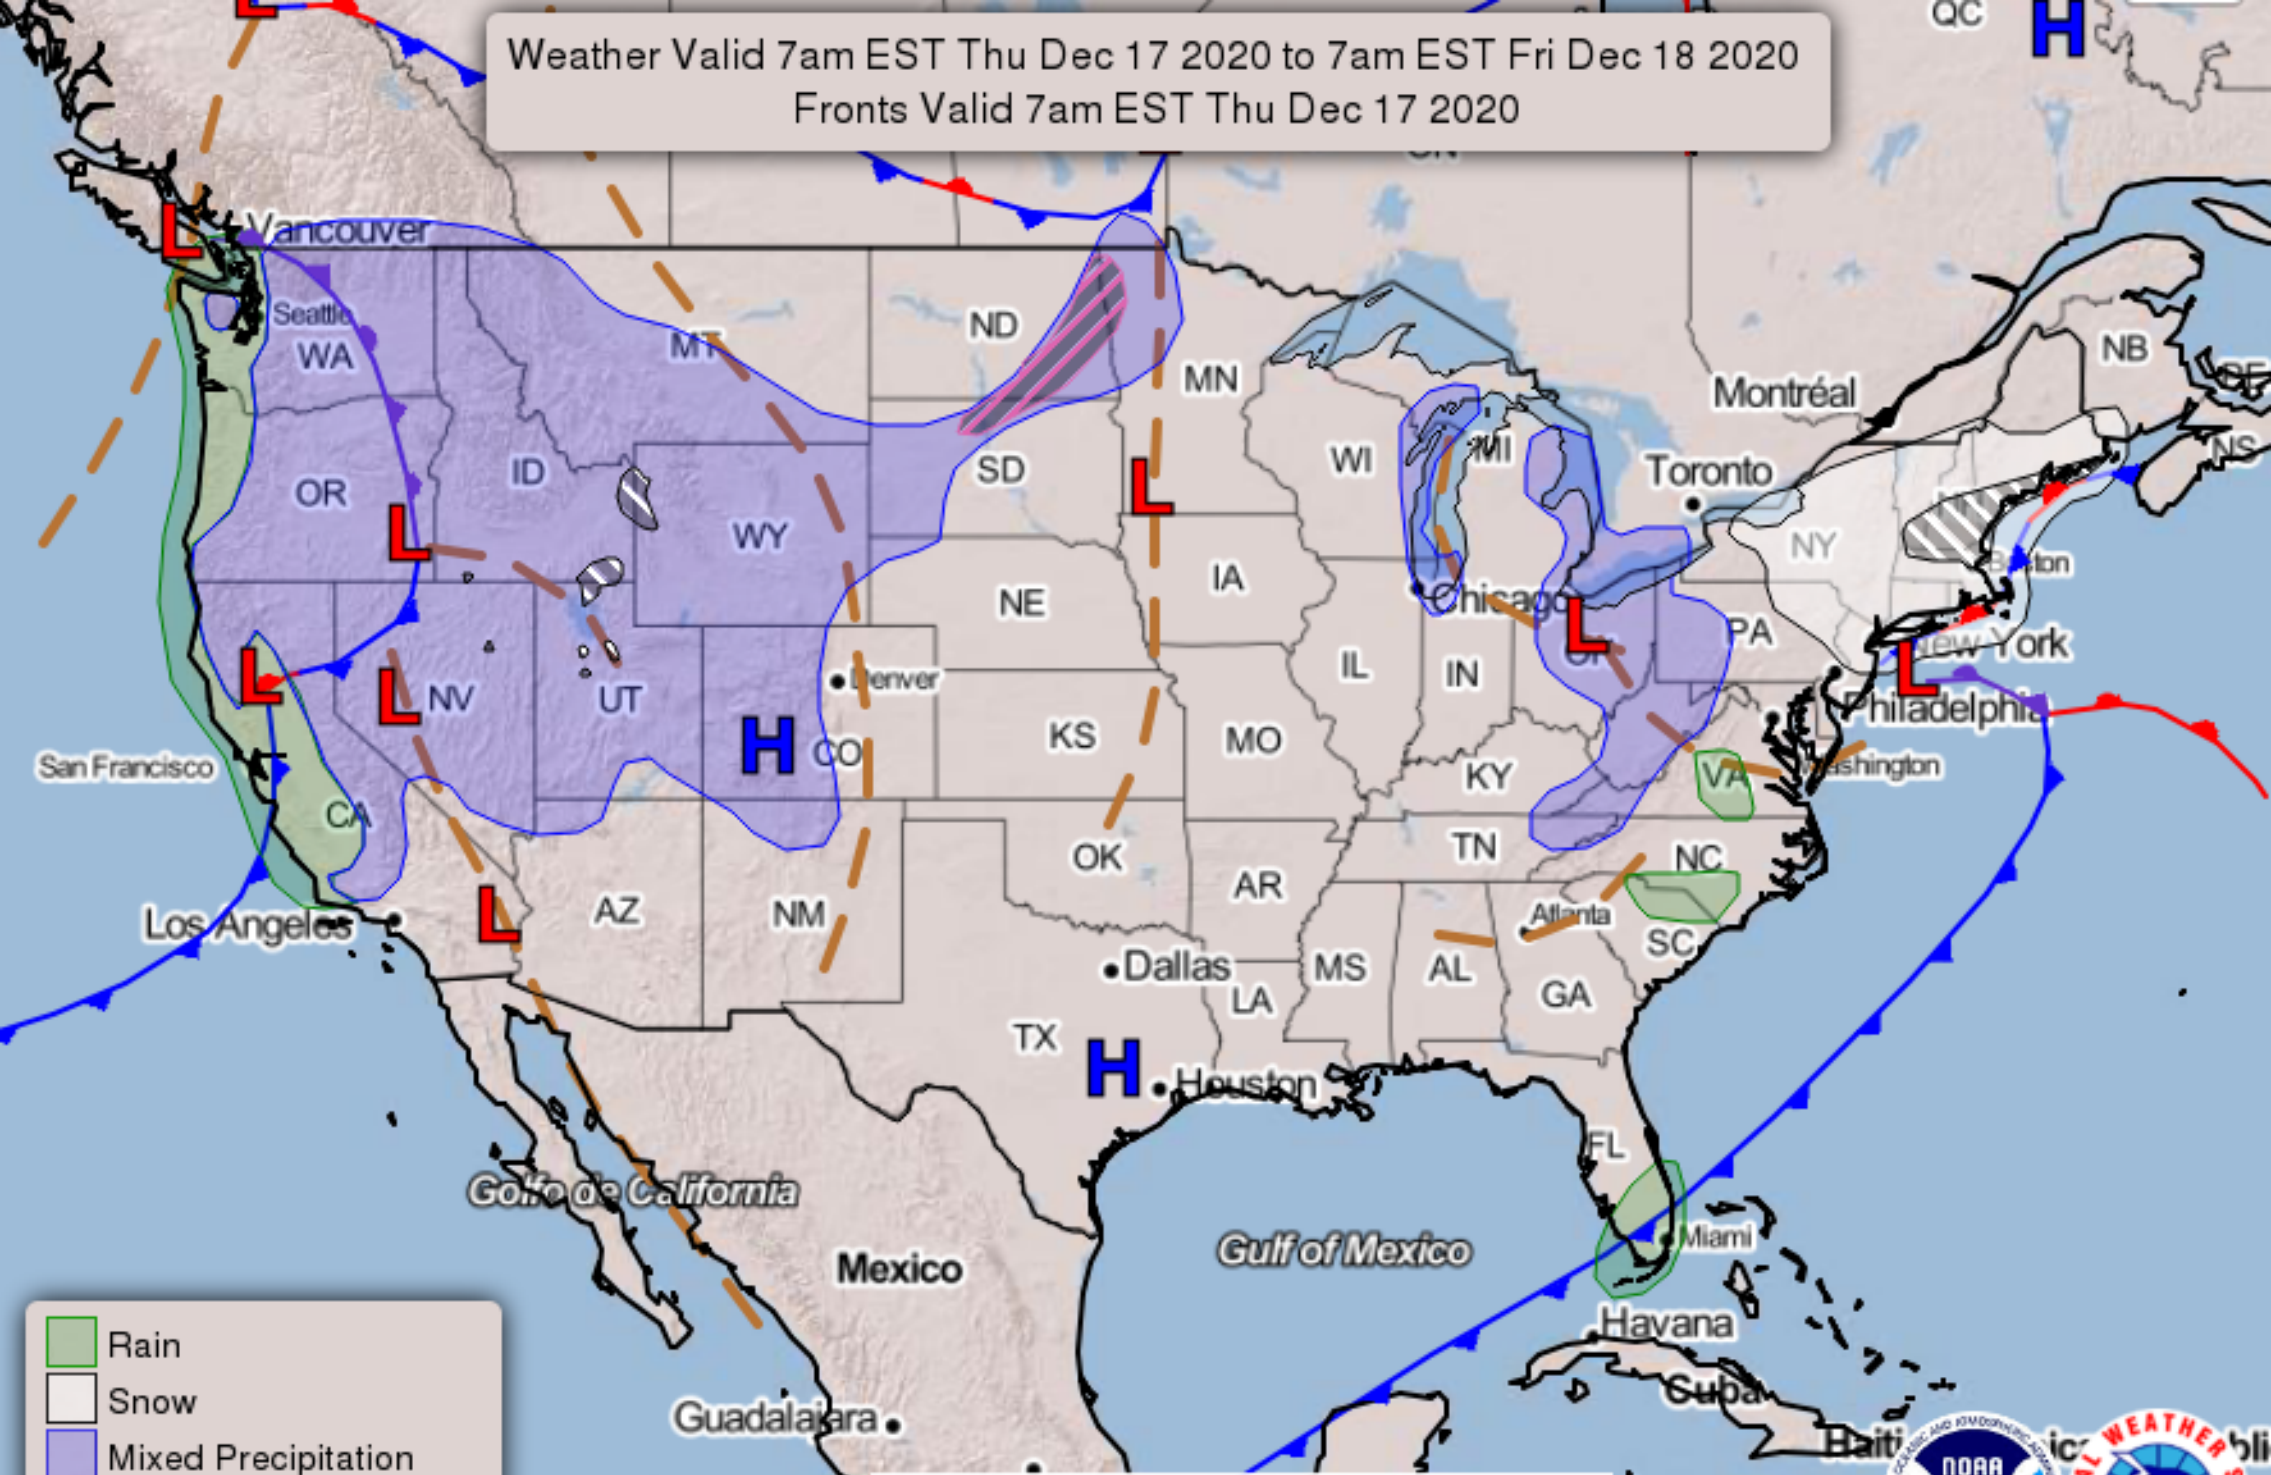 L
QC
H
Weather Valid 7am EST Thu Dec 17 2020 to 7am EST Fri Dec 18 2020
Fronts Valid 7am EST Thu Dec 17 2020
L
Vancouver
Seattle
ND
MT
WA
NB
MN
Montréal
NS
MI
WI
SD
Toronto
ID
OR
L
L
WY
NY
Boston
IA
NE
Chicago
L
PA
New York
L
IL
IN
L
Denver
L
NV
UT
Philadelphia
H
CO
KS
MO
San Francisco
KY
VA
Washington
CA
TN
OK
NC
AR
L
AZ
NM
Atlanta
Los Angeles
SC
Dallas
MS
AL
GA
LA
TX
H
Houston
FL
Golfo de California
Miami
Gulf of Mexico
Mexico
Havana
Rain
Cuba
Snow
Guadalajara
Haiti
Mixed Precipitation
WEATHER
NOAA